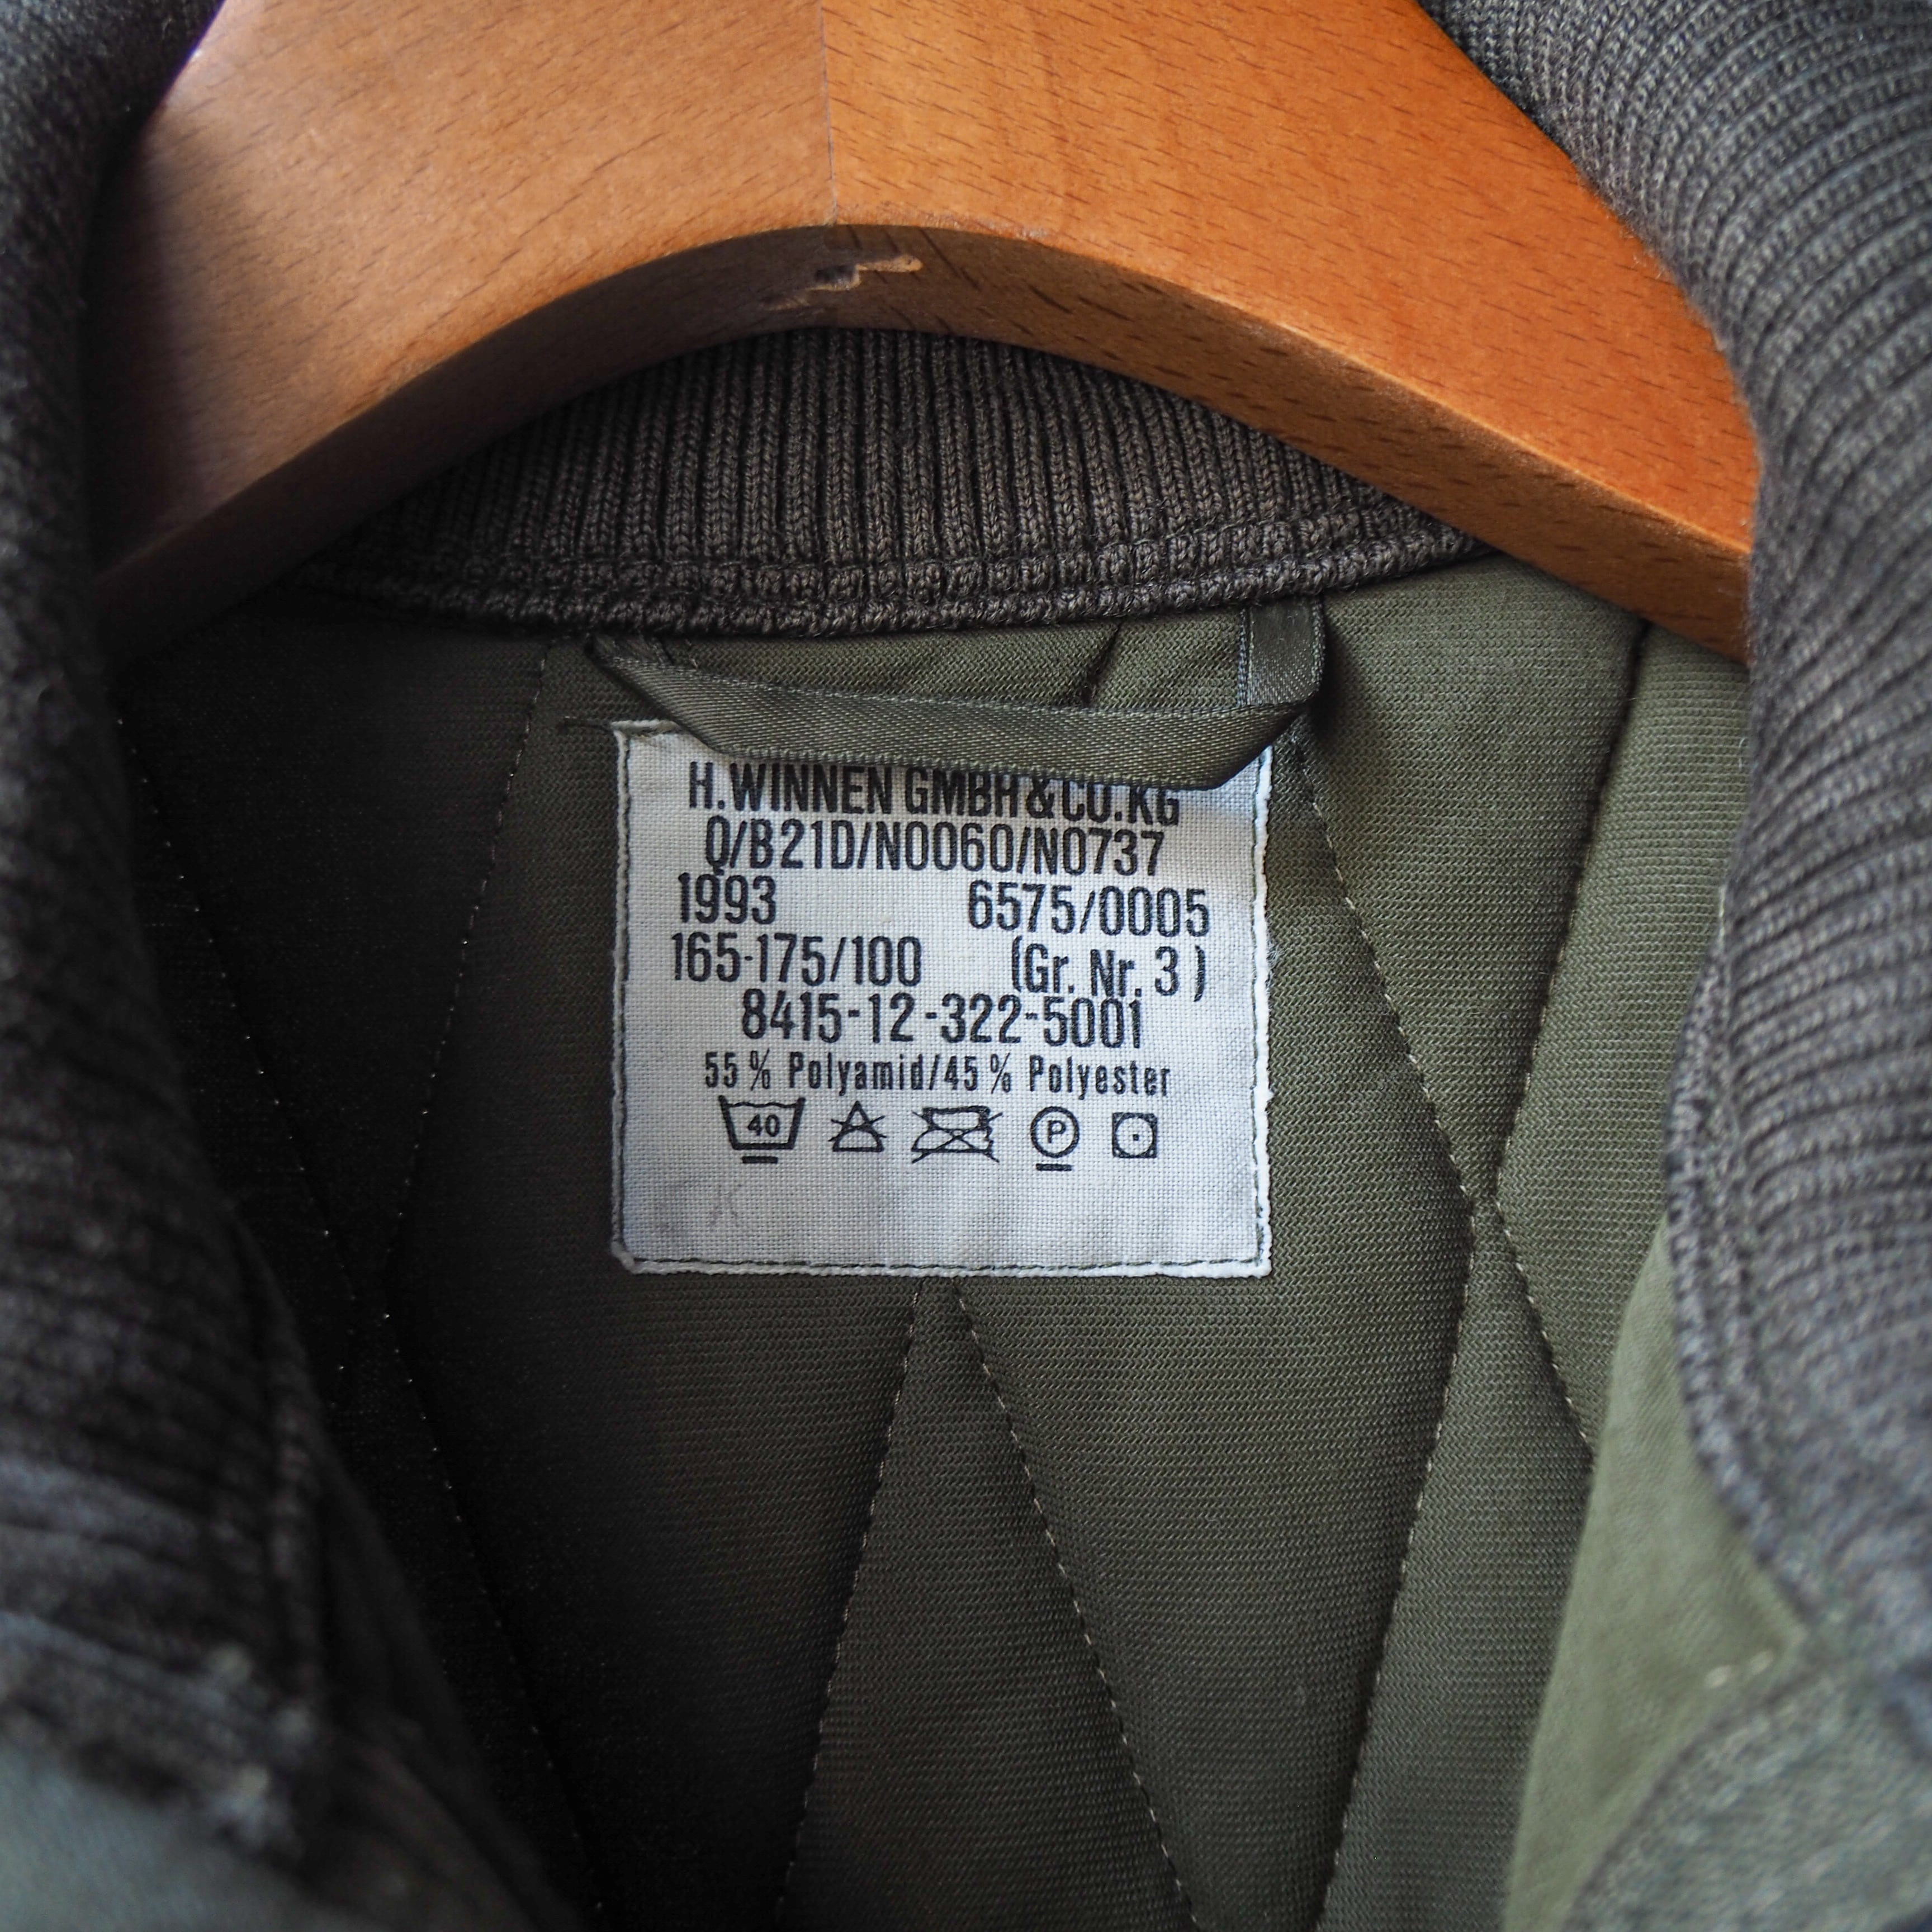 H.WINNEN GMBH & CO.KG
Q/B21D/N0060/N0737
1993 6575/0005
165-175/100 (Gr. Nr. 3)
8415-12-322-5001
55 % Polyamid/45 % Polyester
40 P